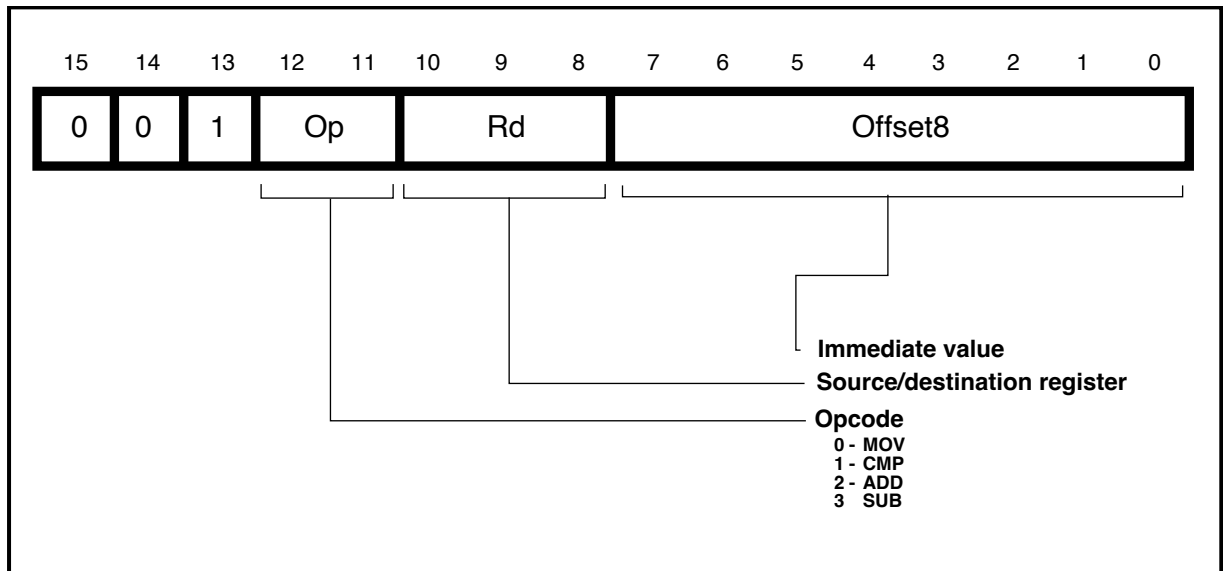 15 14 13 12 11 10 9 8 7 6 5 4 3 2 1 0
0 0 1 Op Rd Offset8
Immediate value
Source/destination register
Opcode
0 - MOV
1 - CMP
2 - ADD
3 SUB